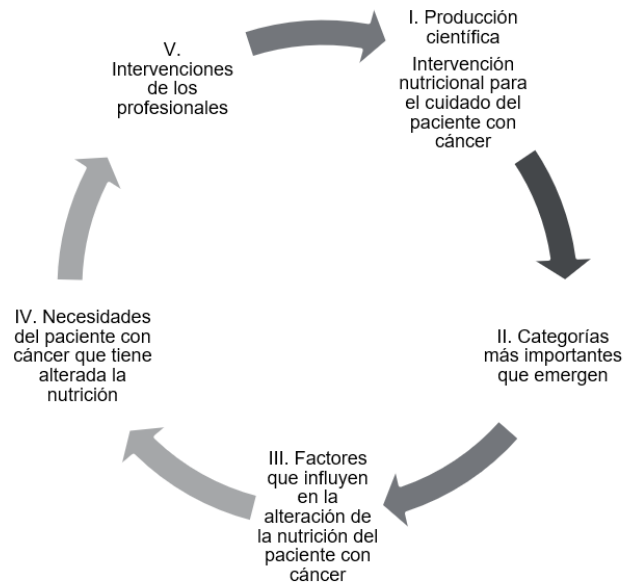 I. Producción
científica
Intervención
nutricional para
el cuidado del
paciente con
cáncer
II. Categorías
más importantes
que emergen
III. Factores
que influyen
en la
alteración de
la nutrición del
paciente con
cáncer
IV. Necesidades
del paciente con
cáncer que tiene
alterada la
nutrición
V.
Intervenciones
de los
profesionales